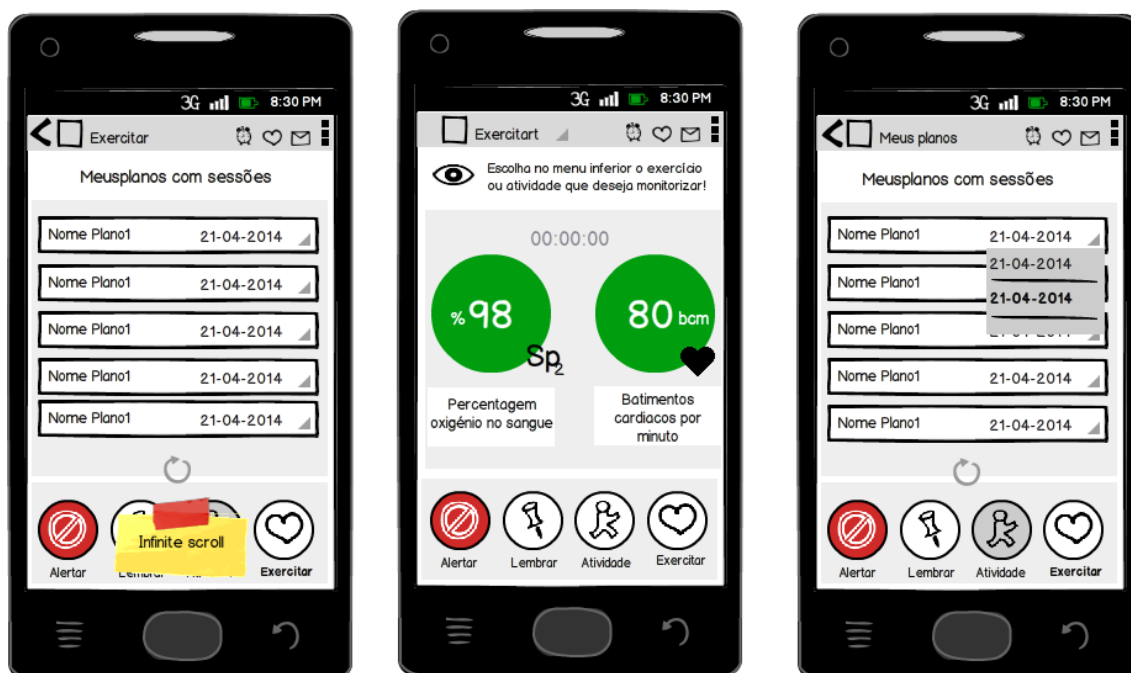 3G 8:30 PM
Exercitar
Meusplanos com sessões
Nome Plano1 21-04-2014
Nome Plano1 21-04-2014
Nome Plano1 21-04-2014
Nome Plano1 21-04-2014
Nome Plano1 21-04-2014
Infinite scroll
Alertar Exercitar
3G 8:30 PM
Exercitart
Escolha no menu inferior o exercício
ou atividade que deseja monitorizar!
00:00:00
% 98
Sp2
80 bcm
Percentagem
oxigénio no sangue
Batimentos
cardiacos por
minuto
Alertar Lembrar Atividade Exercitar
3G 8:30 PM
Meus planos
Meusplanos com sessões
Nome Plano1 21-04-2014
21-04-2014
21-04-2014
Nome Plano1
Nome Plano1 21-04-2014
Nome Plano1 21-04-2014
Nome Plano1 21-04-2014
Alertar Lembrar Atividade Exercitar